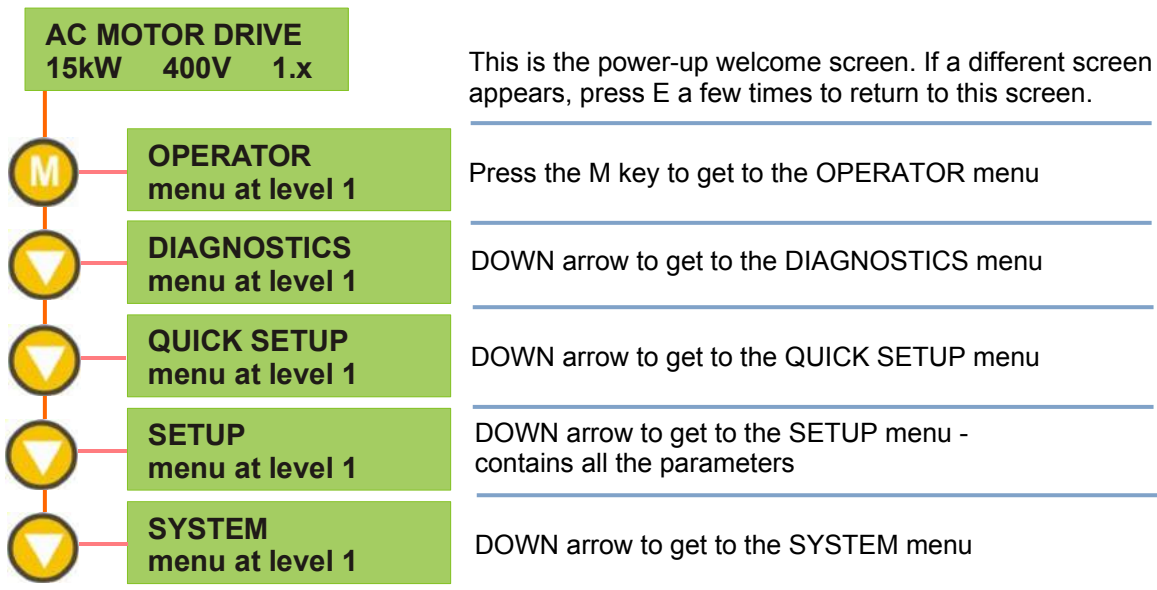 AC MOTOR DRIVE
15kW 400V 1.x
This is the power-up welcome screen. If a different screen
appears, press E a few times to return to this screen.
M
OPERATOR
menu at level 1
Press the M key to get to the OPERATOR menu
DIAGNOSTICS
menu at level 1
DOWN arrow to get to the DIAGNOSTICS menu
QUICK SETUP
menu at level 1
DOWN arrow to get to the QUICK SETUP menu
SETUP
menu at level 1
DOWN arrow to get to the SETUP menu -
contains all the parameters
SYSTEM
menu at level 1
DOWN arrow to get to the SYSTEM menu